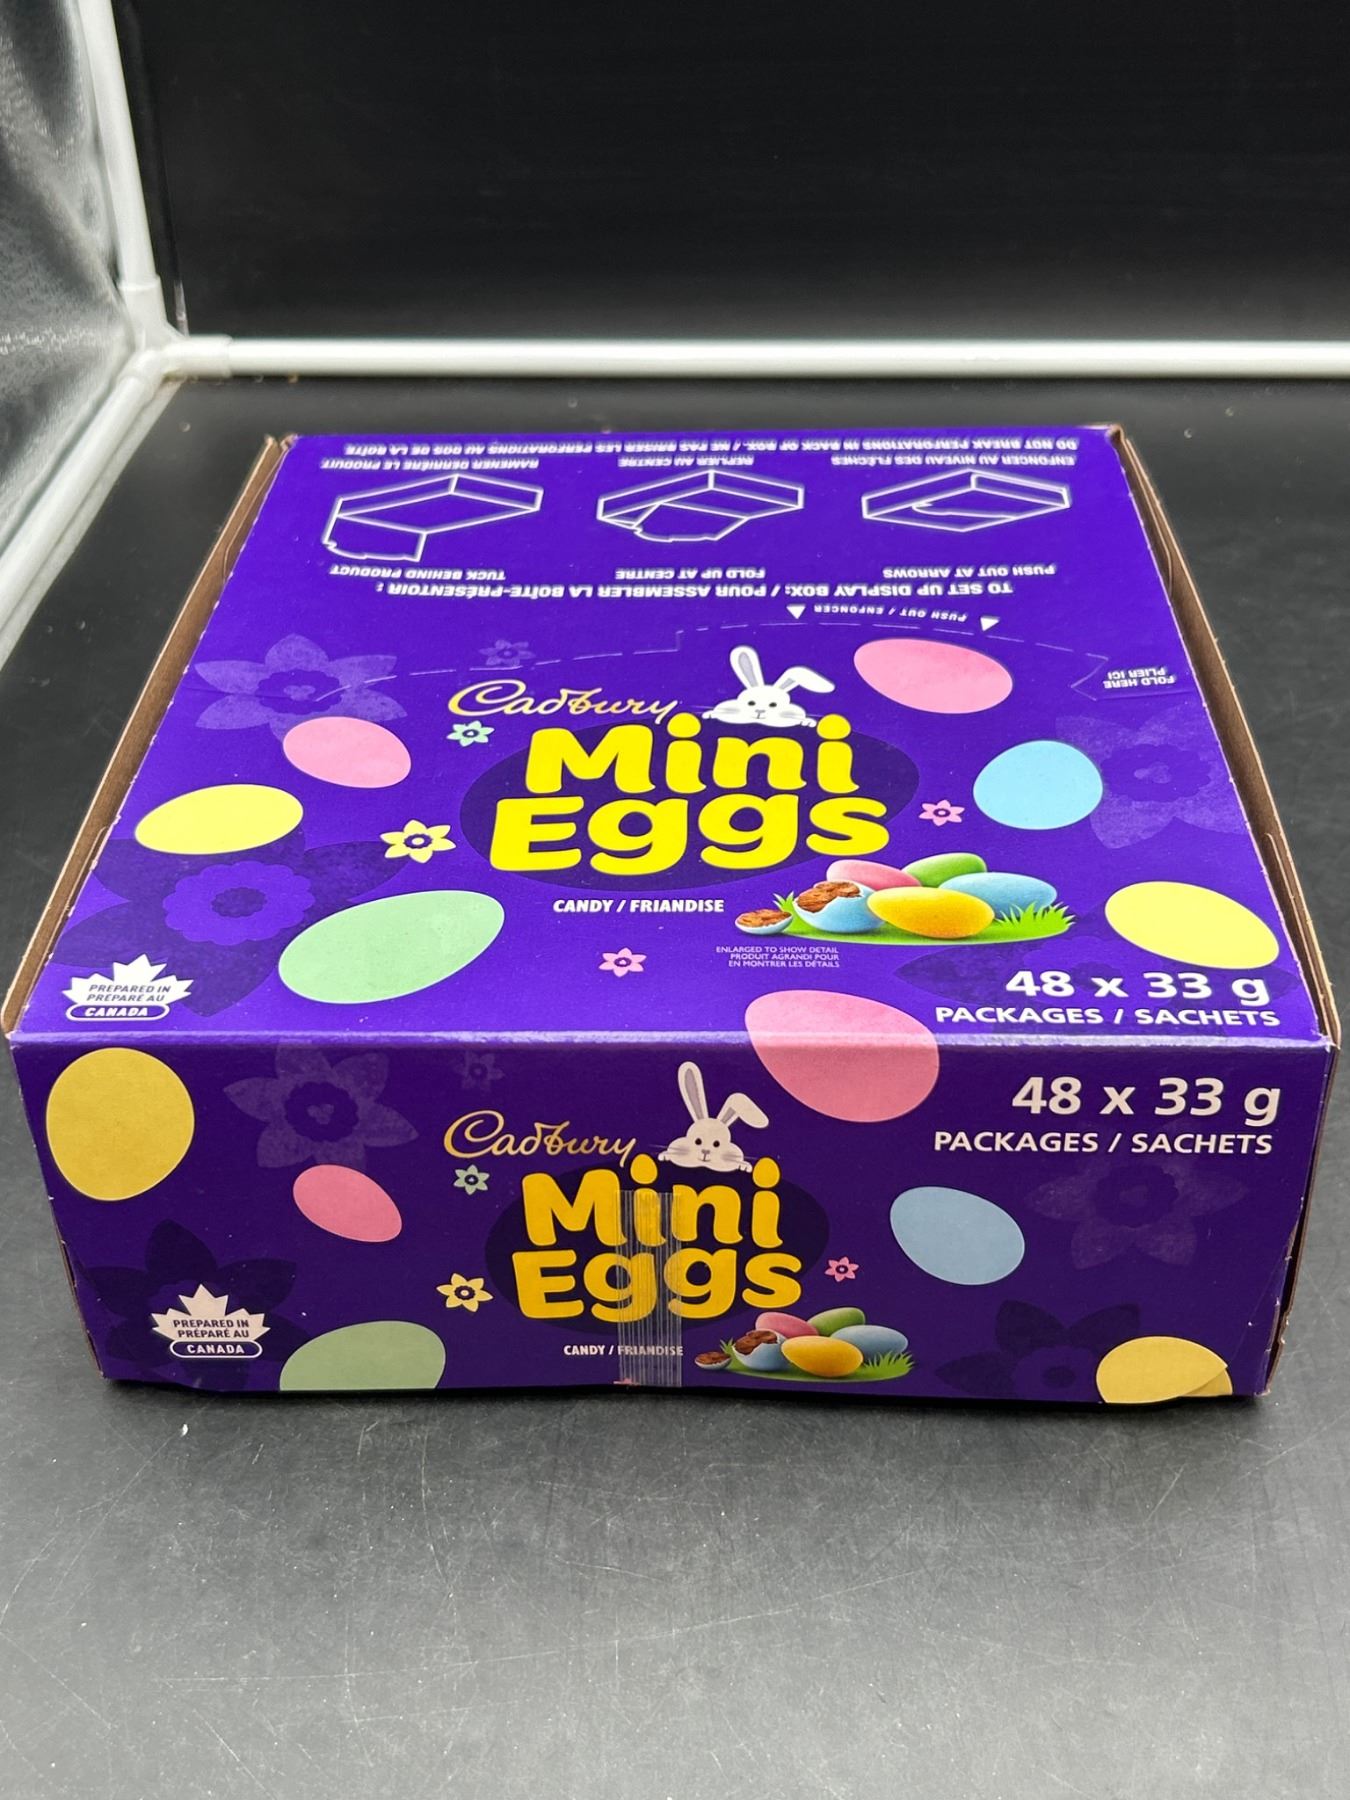 DO NOT BREAK PERFORATIONS IN BACK OF BOX. / NE PAS BRISER LES PERFORATIONS AU DOS DE LA BOÎTE
ENFONCER AU NIVEAU DES FLÈCHES
REPLIER AU CENTRE
RAMENER DERRIÈRE LE PRODUIT
PUSH OUT AT ARROWS
FOLD UP AT CENTRE
TUCK BEHIND PRODUCT
TO SET UP DISPLAY BOX: / POUR ASSEMBLER LA BOÎTE-PRÉSENTOIR :
PUSH OUT / ENFONCER
FOLD HERE
PLIER ICI
Cadbury
Mini
Eggs
CANDY / FRIANDISE
ENLARGED TO SHOW DETAIL
PRODUIT AGRANDI POUR
EN MONTRER LES DÉTAILS
PREPARED IN
PRÉPARÉ AU
CANADA
48 x 33 g
PACKAGES / SACHETS
48 x 33 g
PACKAGES / SACHETS
Cadbury
Mini
Eggs
CANDY / FRIANDISE
PREPARED IN
PRÉPARÉ AU
CANADA